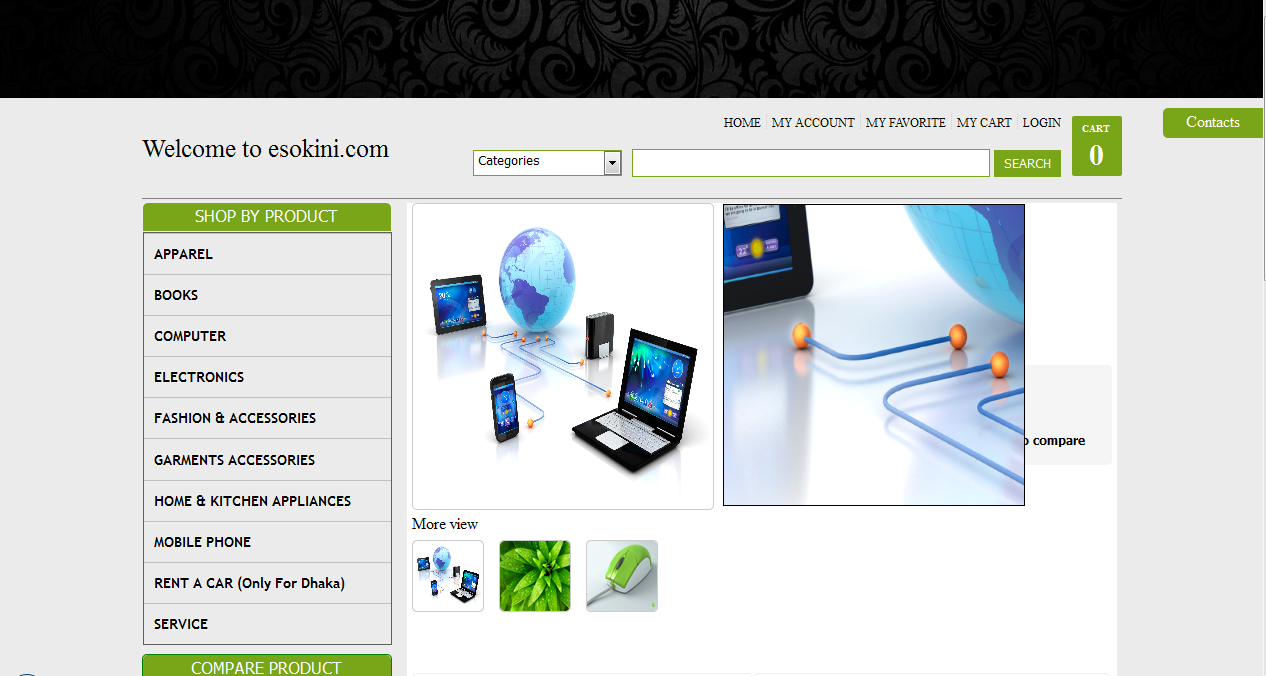 HOME MY ACCOUNT MY FAVORITE MY CART LOGIN
CART
0
Contacts
Welcome to esokini.com
Categories
SEARCH
SHOP BY PRODUCT
APPAREL
BOOKS
COMPUTER
ELECTRONICS
FASHION & ACCESSORIES
GARMENTS ACCESSORIES
HOME & KITCHEN APPLIANCES
MOBILE PHONE
RENT A CAR (Only For Dhaka)
SERVICE
COMPARE PRODUCT
compare
More view